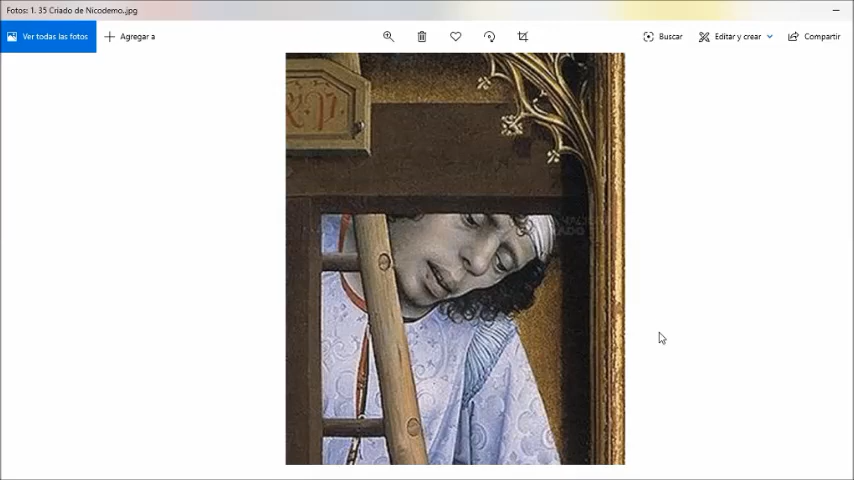 Fotos: 1. 35 Criado de Nicodemo..jpg
Ver todas las fotos
Agregar a
Buscar
Editar y crear
Compartir